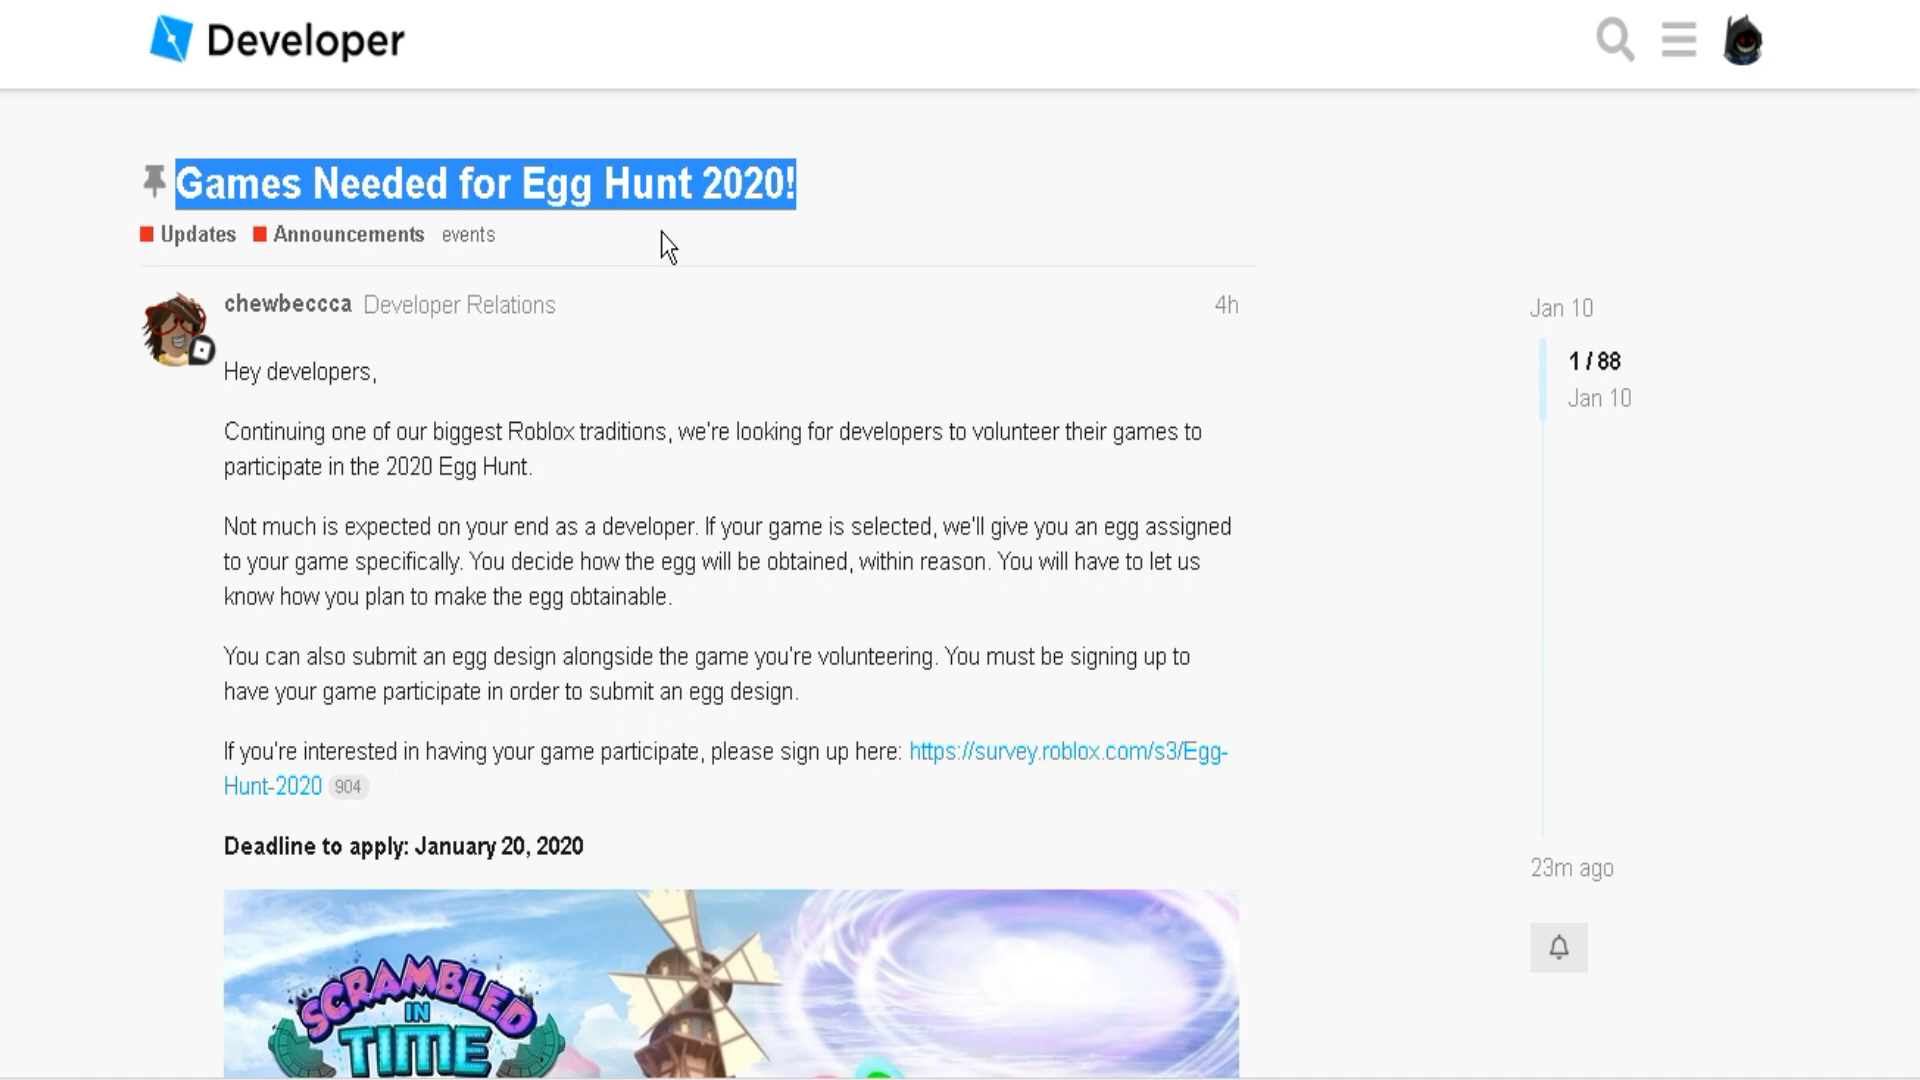 Developer
Games Needed for Egg Hunt 2020!
Updates Announcements events
chewbeccca Developer Relations 4h
Hey developers,
Continuing one of our biggest Roblox traditions, we're looking for developers to volunteer their games to
participate in the 2020 Egg Hunt.
Not much is expected on your end as a developer. If your game is selected, we'll give you an egg assigned
to your game specifically. You decide how the egg will be obtained, within reason. You will have to let us
know how you plan to make the egg obtainable.
You can also submit an egg design alongside the game you're volunteering. You must be signing up to
have your game participate in order to submit an egg design.
If you're interested in having your game participate, please sign up here: https://survey.roblox.com/s3/Egg-
Hunt-2020 904
Deadline to apply: January 20, 2020
SCRAMBLED
IN
TIME
Jan 10
1 / 88
Jan 10
23m ago